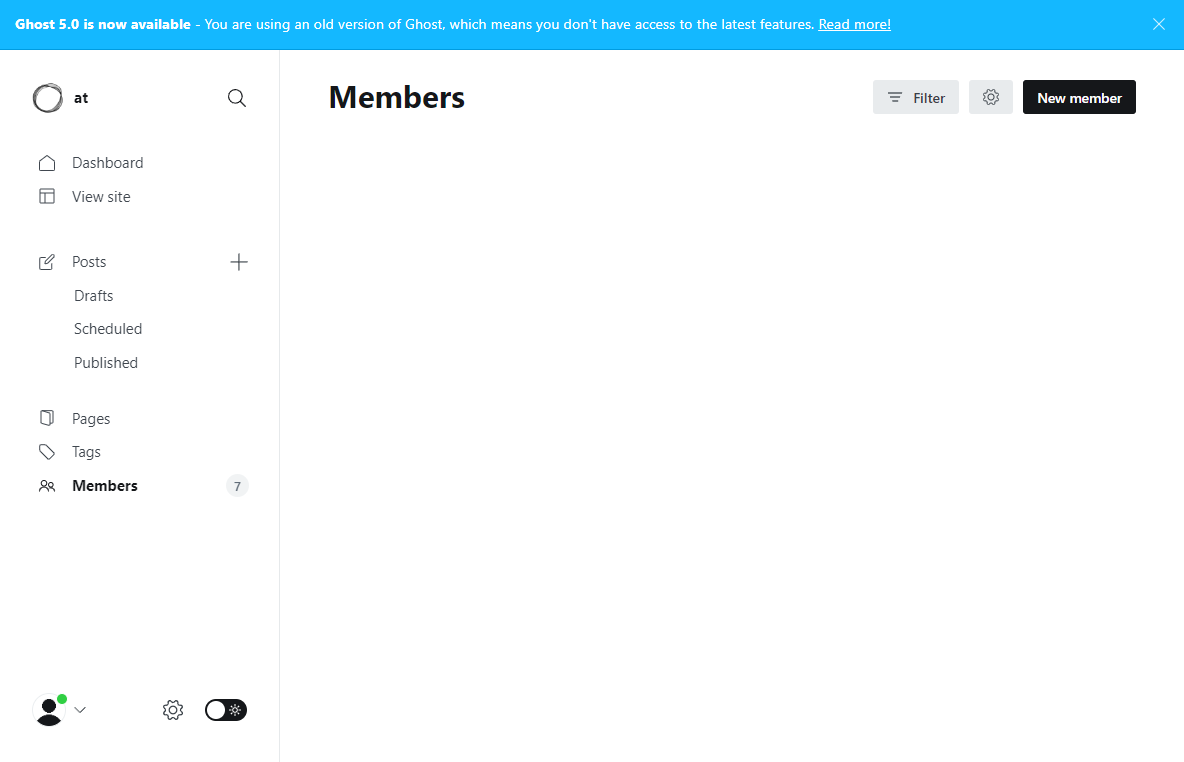 Ghost 5.0 is now available - You are using an old version of Ghost, which means you don't have access to the latest features. Read more!
at
Members
Filter
New member
Dashboard
View site
Posts
Drafts
Scheduled
Published
Pages
Tags
Members 7